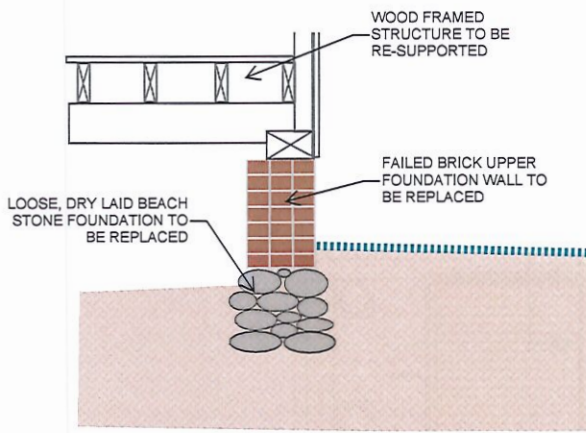 WOOD FRAMED
STRUCTURE TO BE
RE-SUPPORTED
FAILED BRICK UPPER
FOUNDATION WALL TO
BE REPLACED
LOOSE, DRY LAID BEACH
STONE FOUNDATION TO
BE REPLACED